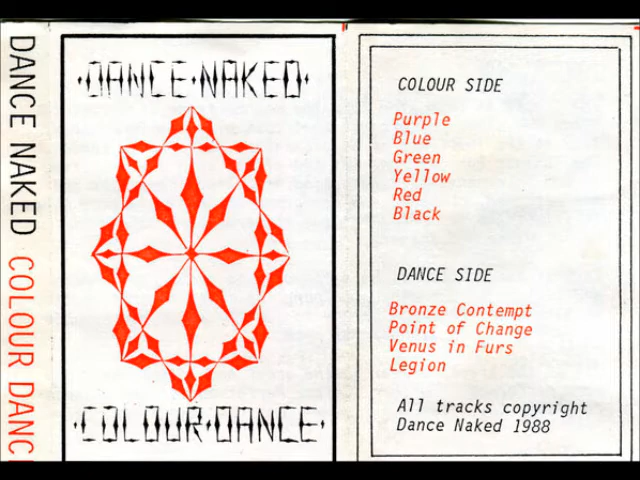 DANCE NAKED COLOUR DANC
·DANCE·NAKED·
·COLOUR·DANCE·
COLOUR SIDE
Purple
Blue
Green
Yellow
Red
Black
DANCE SIDE
Bronze Contempt
Point of Change
Venus in Furs
Legion
All tracks copyright
Dance Naked 1988